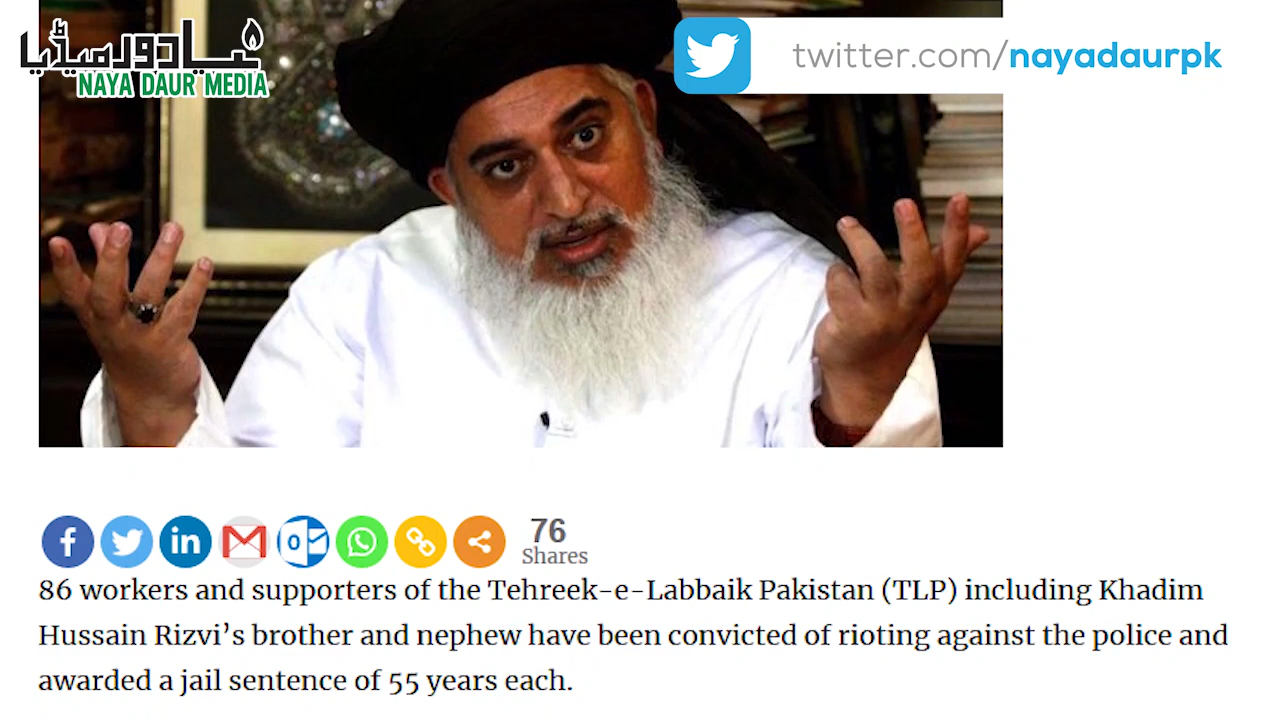 نیا دور میڈیا
NAYA DAUR MEDIA
twitter.com/nayadaurpk
76
Shares
86 workers and supporters of the Tehreek-e-Labbaik Pakistan (TLP) including Khadim
Hussain Rizvi’s brother and nephew have been convicted of rioting against the police and
awarded a jail sentence of 55 years each.